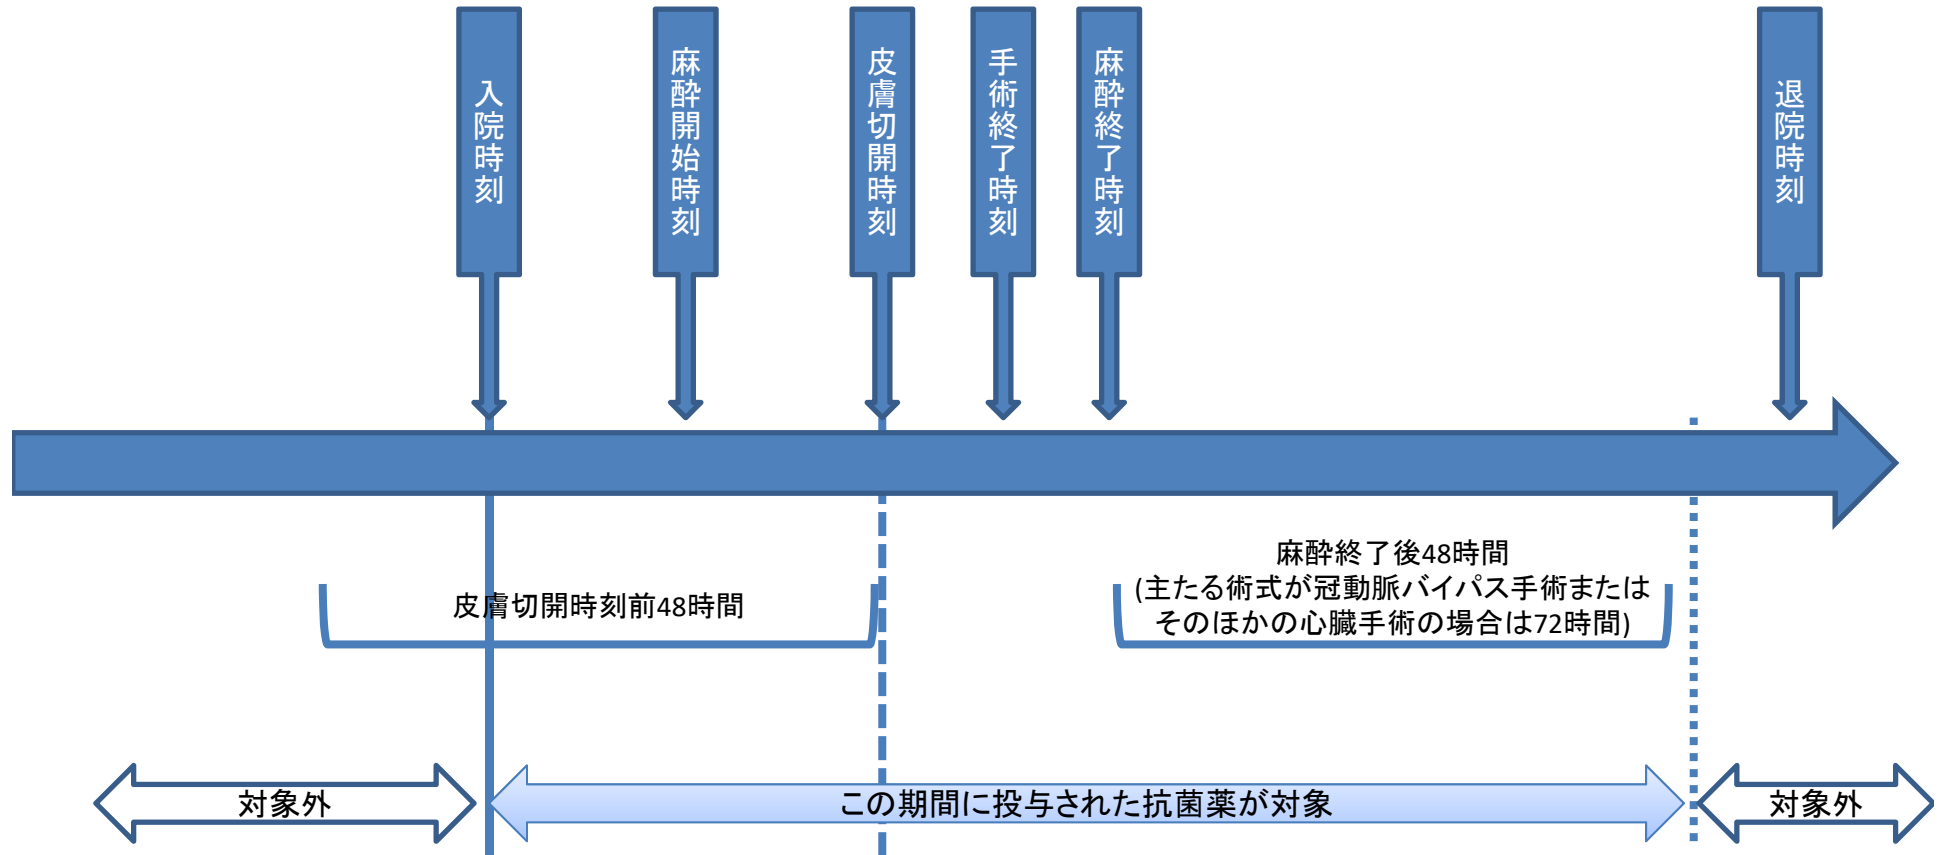 入院時刻
麻酔開始時刻
皮膚切開時刻
手術終了時刻
麻酔終了時刻
退院時刻
皮膚切開時刻前48時間
麻酔終了後48時間
(主たる術式が冠動脈バイパス手術または
そのほかの心臓手術の場合は72時間)
対象外
この期間に投与された抗菌薬が対象
対象外